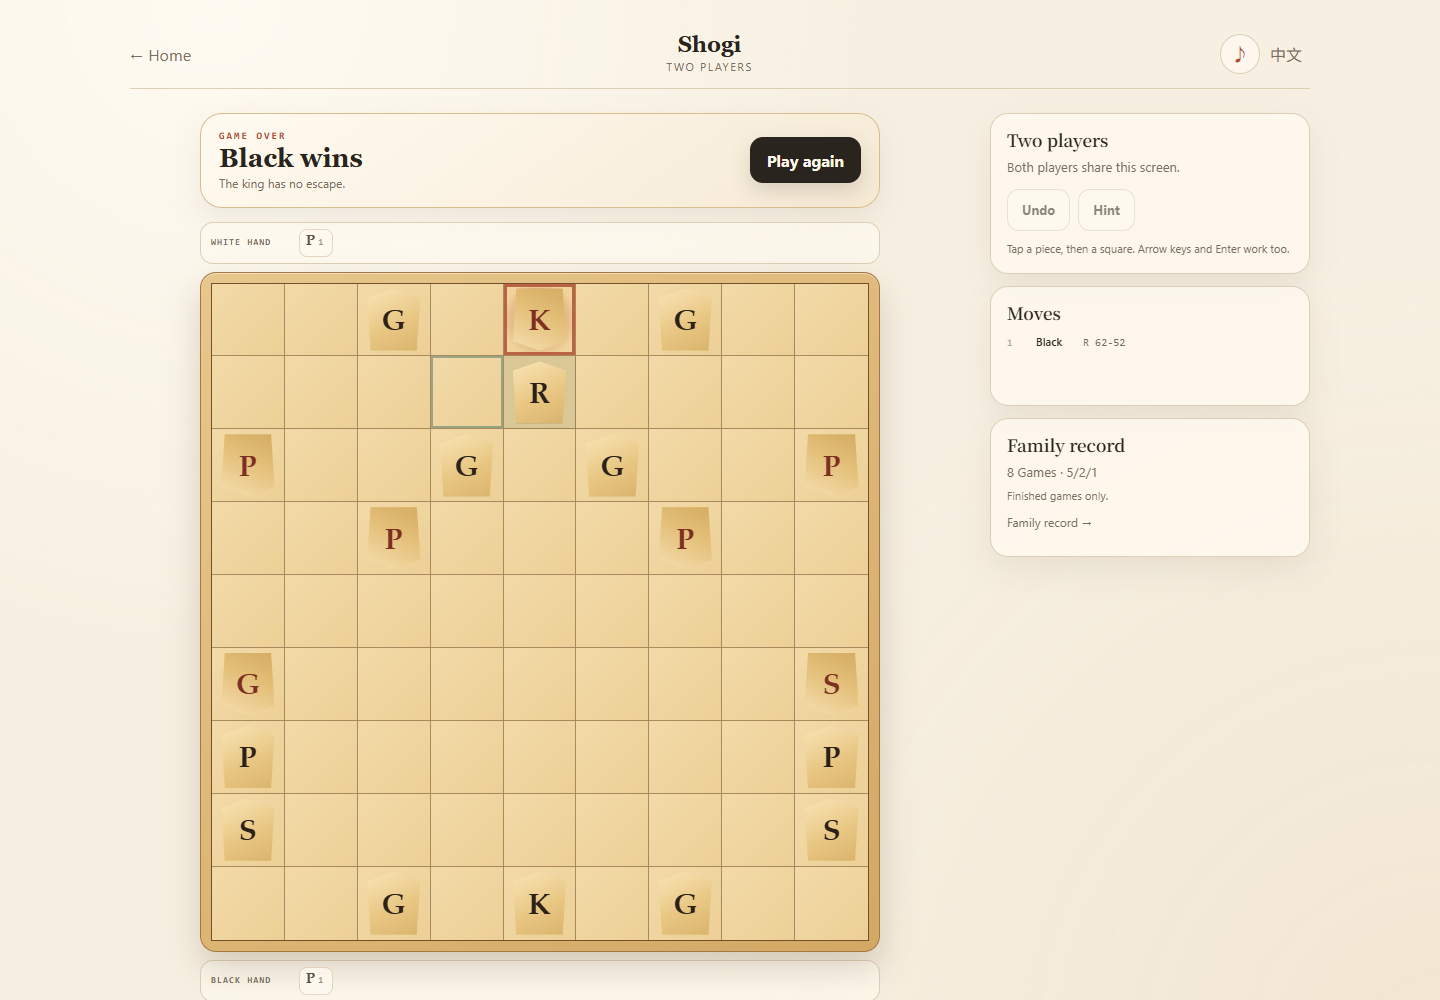 ← Home
Shogi
TWO PLAYERS
♪ 中文
GAME OVER
Black wins
The king has no escape.
Play again
WHITE HAND P 1
G K G
R
P G G P
P P
G S
P P
S S
G K G
BLACK HAND P 1
Two players
Both players share this screen.
Undo Hint
Tap a piece, then a square. Arrow keys and Enter work too.
Moves
1 Black R 62-52
Family record
8 Games · 5/2/1
Finished games only.
Family record →